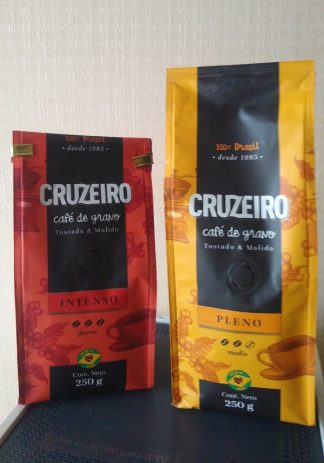 100% Brasil
• desde 1985 •
CRUZEIRO
café de grano
Tostado & Molido
INTENSO
fuerte
Cont. Neto
250 g
100% Brasil
• desde 1985 •
CRUZEIRO
café de grano
Tostado & Molido
PLENO
medio
Cont. Neto
250 g